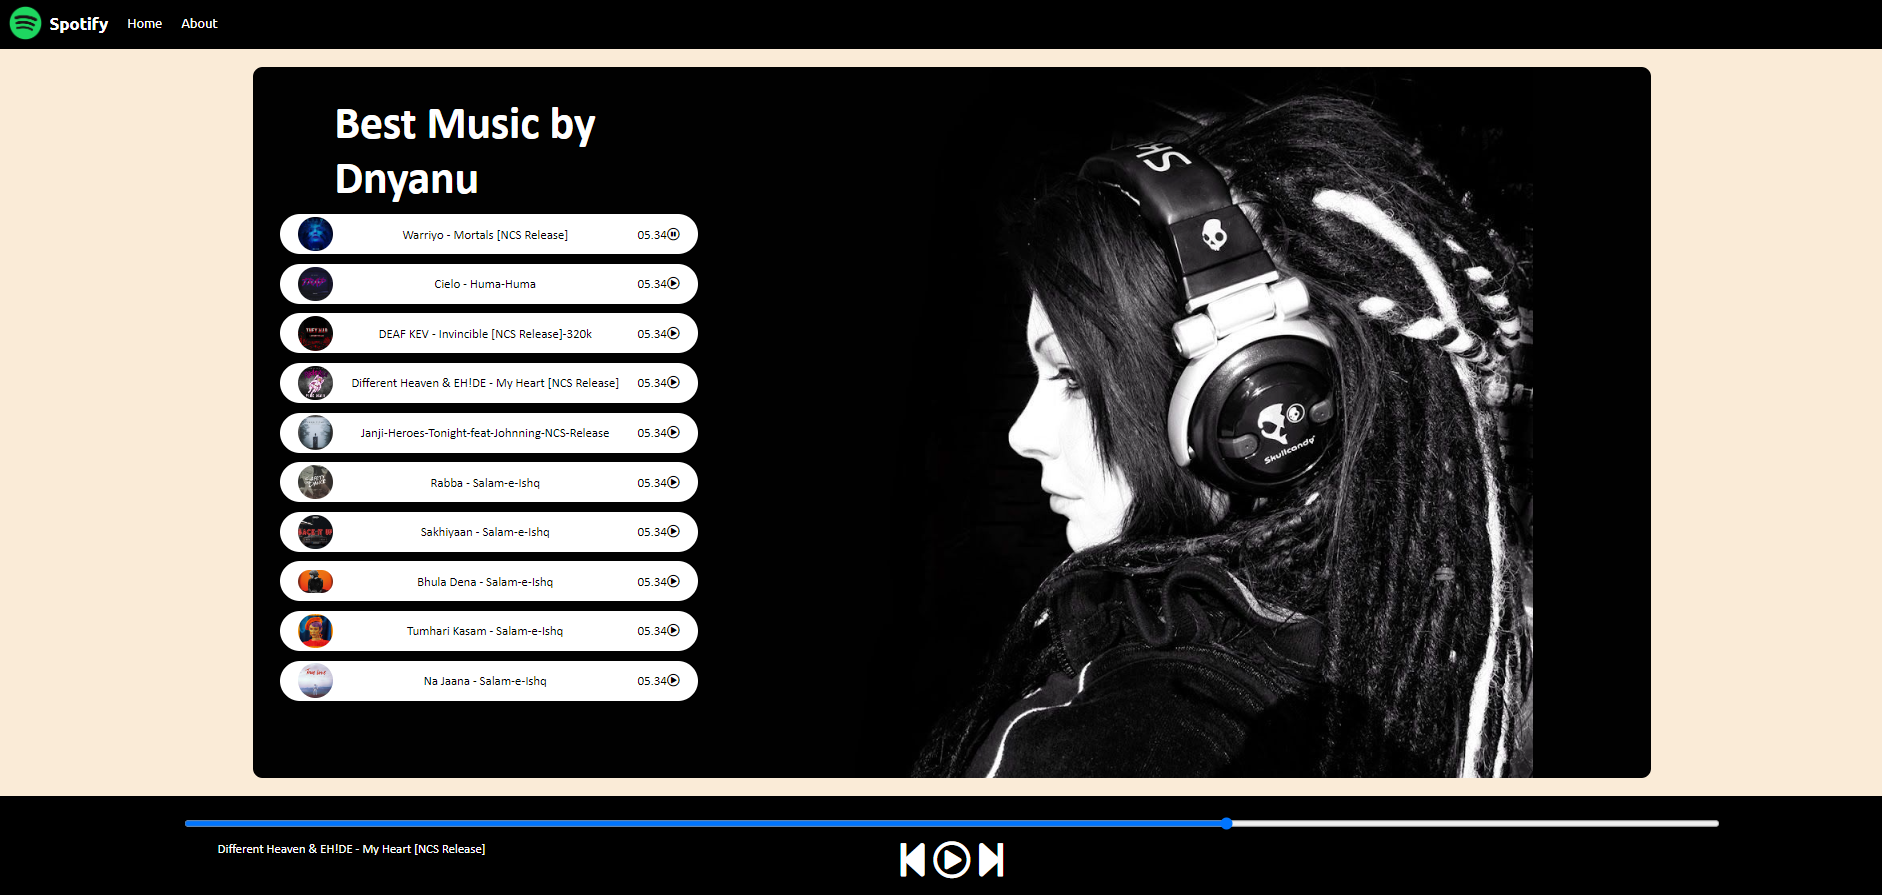 Spotify Home About
Best Music by
Dnyanu
Warriyo - Mortals [NCS Release] 05.34
Cielo - Huma-Huma 05.34
DEAF KEV - Invincible [NCS Release]-320k 05.34
Different Heaven & EH!DE - My Heart [NCS Release] 05.34
Janji-Heroes-Tonight-feat-Johnning-NCS-Release 05.34
Rabba - Salam-e-Ishq 05.34
Sakhiyaan - Salam-e-Ishq 05.34
Bhula Dena - Salam-e-Ishq 05.34
Tumhari Kasam - Salam-e-Ishq 05.34
Na Jaana - Salam-e-Ishq 05.34
Skullcandy
Different Heaven & EH!DE - My Heart [NCS Release]